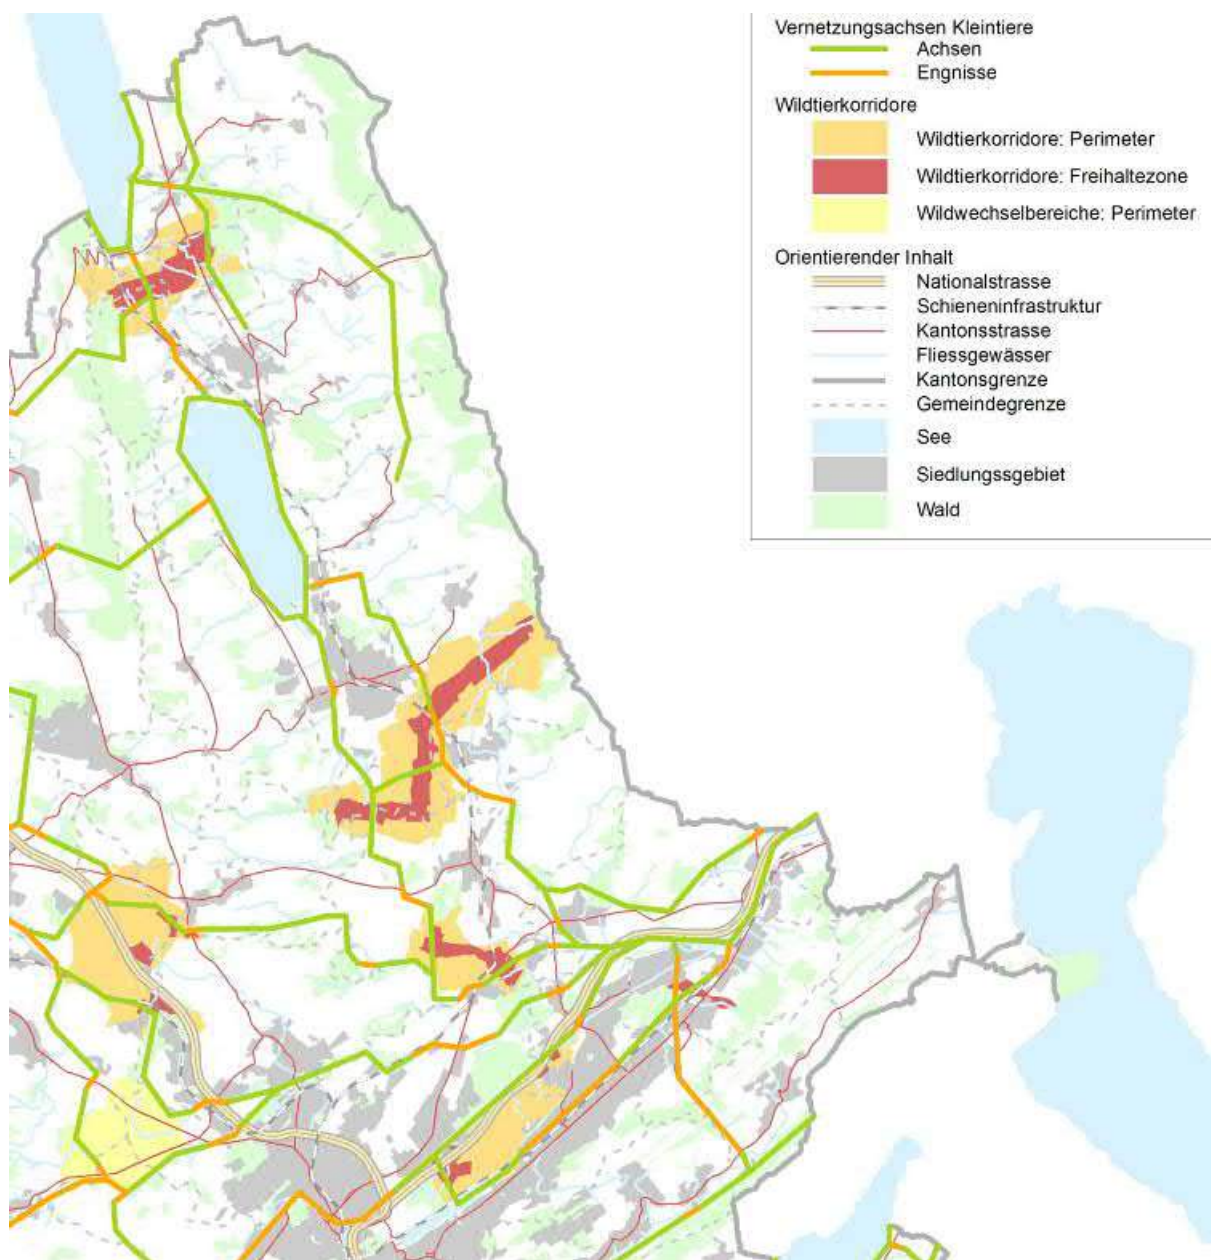 Vernetzungsachsen Kleintiere
Achsen
Engnisse
Wildtierkorridore
Wildtierkorridore: Perimeter
Wildtierkorridore: Freihaltezone
Wildwechselbereiche: Perimeter
Orientierender Inhalt
Nationalstrasse
Schieneninfrastruktur
Kantonsstrasse
Fliessgewässer
Kantonsgrenze
Gemeindegrenze
See
Siedlungssgebiet
Wald